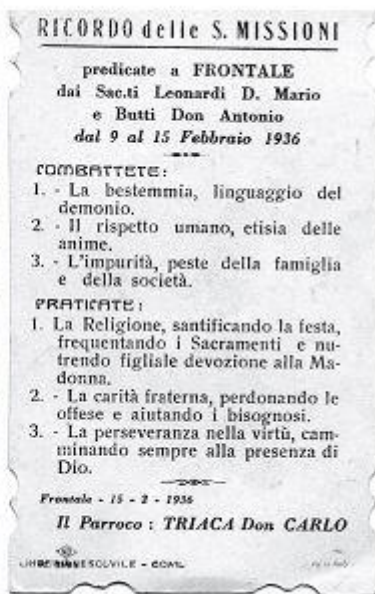 RICORDO delle S. MISSIONI
predicate a FRONTALE
dai Sac.ti Leonardi D. Mario
e Butti Don Antonio
dal 9 al 15 Febbraio 1936
COMBATTETE:
1. - La bestemmia, linguaggio del
demonio.
2. - Il rispetto umano, etisia delle
anime.
3. - L'impurità, peste della famiglia
e della società.
PRATICATE:
1. La Religione, santificando la festa,
frequentando i Sacramenti e nu-
trendo figliale devozione alla Ma-
donna.
2. - La carità fraterna, perdonando le
offese e aiutando i bisognosi.
3. - La perseveranza nella virtù, cam-
minando sempre alla presenza di
Dio.
Frontale - 15 - 2 - 1936
Il Parroco : TRIACA Don CARLO